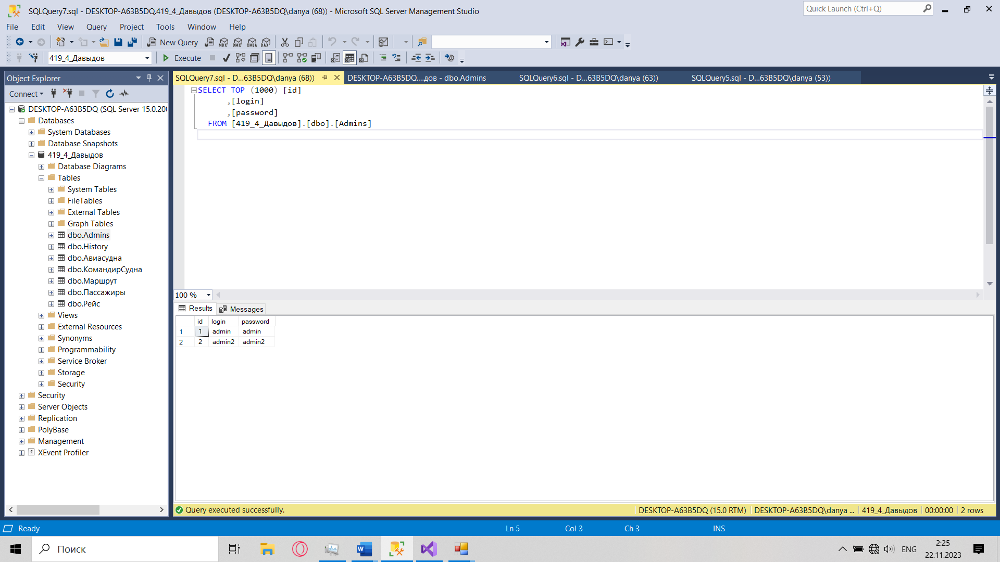 SQLQuery7.sql - DESKTOP-A63B5DQ.419_4_Давыдов (DESKTOP-A63B5DQ\danya (68)) - Microsoft SQL Server Management Studio
Quick Launch (Ctrl+Q)
File Edit View Query Project Tools Window Help
New Query
MDX DMX XMLA DAX
419_4_Давыдов
Execute
Object Explorer
Connect
DESKTOP-A63B5DQ (SQL Server 15.0.200
Databases
System Databases
Database Snapshots
419_4_Давыдов
Database Diagrams
Tables
System Tables
FileTables
External Tables
Graph Tables
dbo.Admins
dbo.History
dbo.Авиасудна
dbo.КомандирСудна
dbo.Маршрут
dbo.Пассажиры
dbo.Рейс
Views
External Resources
Synonyms
Programmability
Service Broker
Storage
Security
Security
Server Objects
Replication
PolyBase
Management
XEvent Profiler
SQLQuery7.sql - D...63B5DQ\danya (68))
DESKTOP-A63B5DQ....дов - dbo.Admins
SQLQuery6.sql - D...63B5DQ\danya (63))
SQLQuery5.sql - D...63B5DQ\danya (53))
SELECT TOP (1000) [id]
,[login]
,[password]
FROM [419_4_Давыдов].[dbo].[Admins]
100 %
Results Messages
id login password
1 1 admin admin
2 2 admin2 admin2
Query executed successfully.
DESKTOP-A63B5DQ (15.0 RTM) DESKTOP-A63B5DQ\danya ... 419_4_Давыдов 00:00:00 2 rows
Ready Ln 5 Col 3 Ch 3 INS
Поиск
ENG
2:25
22.11.2023